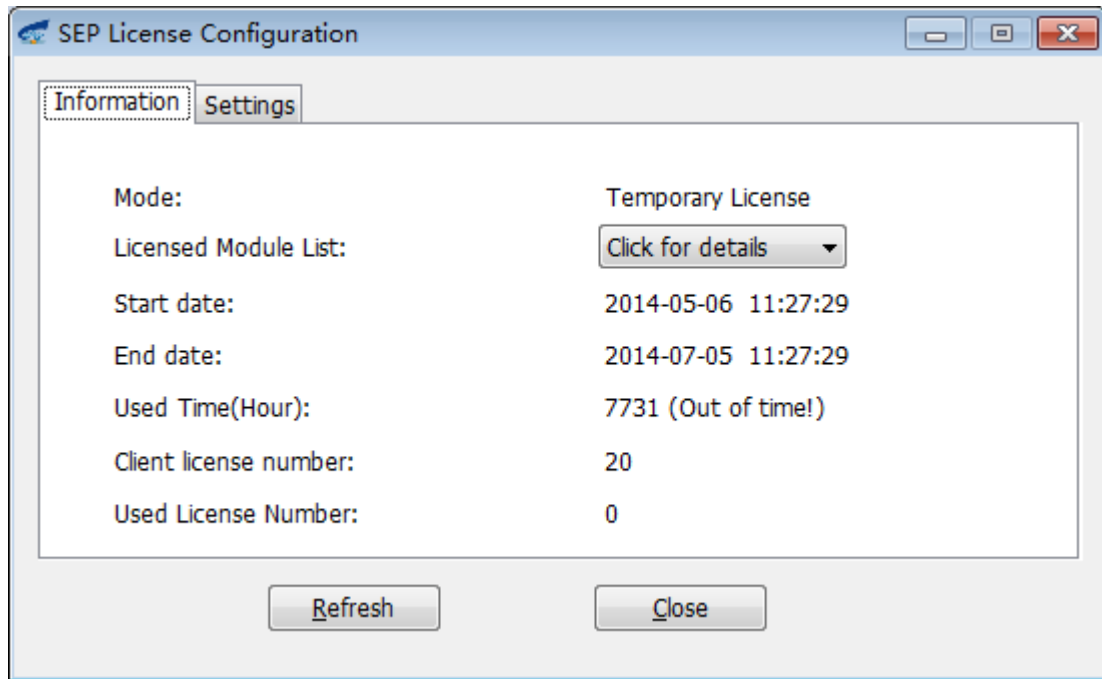 SEP License Configuration
Information Settings
Mode: Temporary License
Licensed Module List: Click for details
Start date: 2014-05-06 11:27:29
End date: 2014-07-05 11:27:29
Used Time(Hour): 7731 (Out of time!)
Client license number: 20
Used License Number: 0
Refresh Close